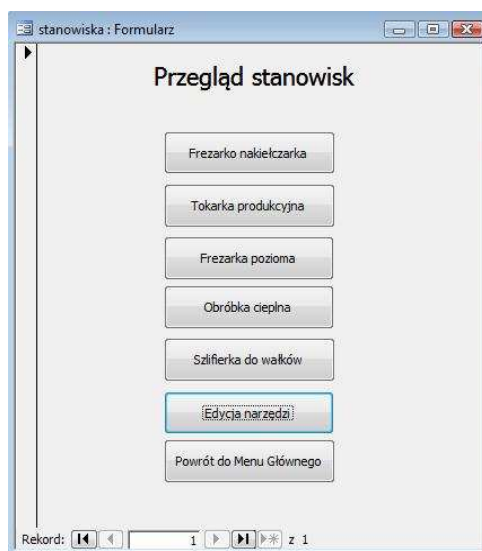 stanowiska : Formularz
Przegląd stanowisk
Frezarko nakiełczarka
Tokarka produkcyjna
Frezarka pozioma
Obróbka cieplna
Szlifierka do wałków
Edycja narzędzi
Powrót do Menu Głównego
Rekord: 1 z 1